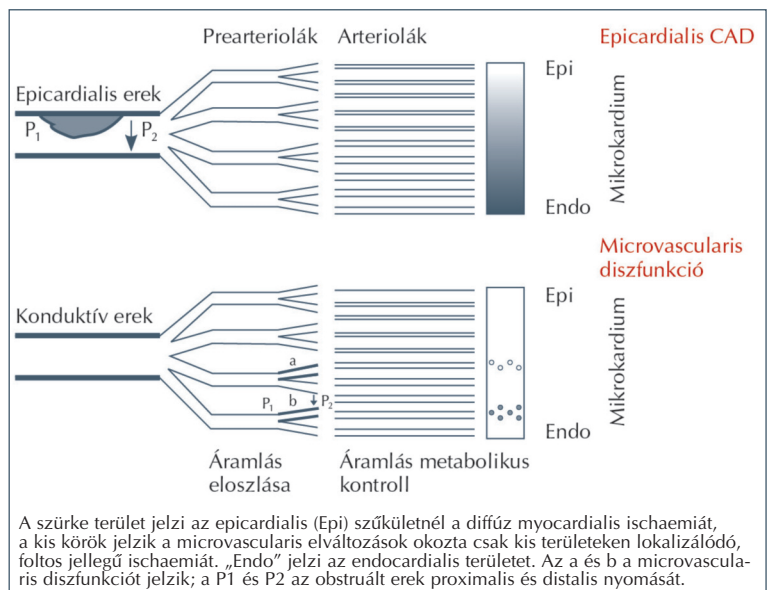 Prearteriolák Arteriolák Epicardialis CAD
Epi
Epicardialis erek
P1 P2
Mikrokardium
Endo
Microvascularis
diszfunkció
Epi
Konduktív erek
Mikrokardium
a
P1 b P2
Endo
Áramlás Áramlás metabolikus
eloszlása kontroll
A szürke terület jelzi az epicardialis (Epi) szűkületnél a diffúz myocardialis ischaemiát,
a kis körök jelzik a microvascularis elváltozások okozta csak kis területeken lokalizálódó,
foltos jellegű ischaemiát. „Endo” jelzi az endocardialis területet. Az a és b a microvascula-
ris diszfunkciót jelzik; a P1 és P2 az obstruált erek proximalis és distalis nyomását.